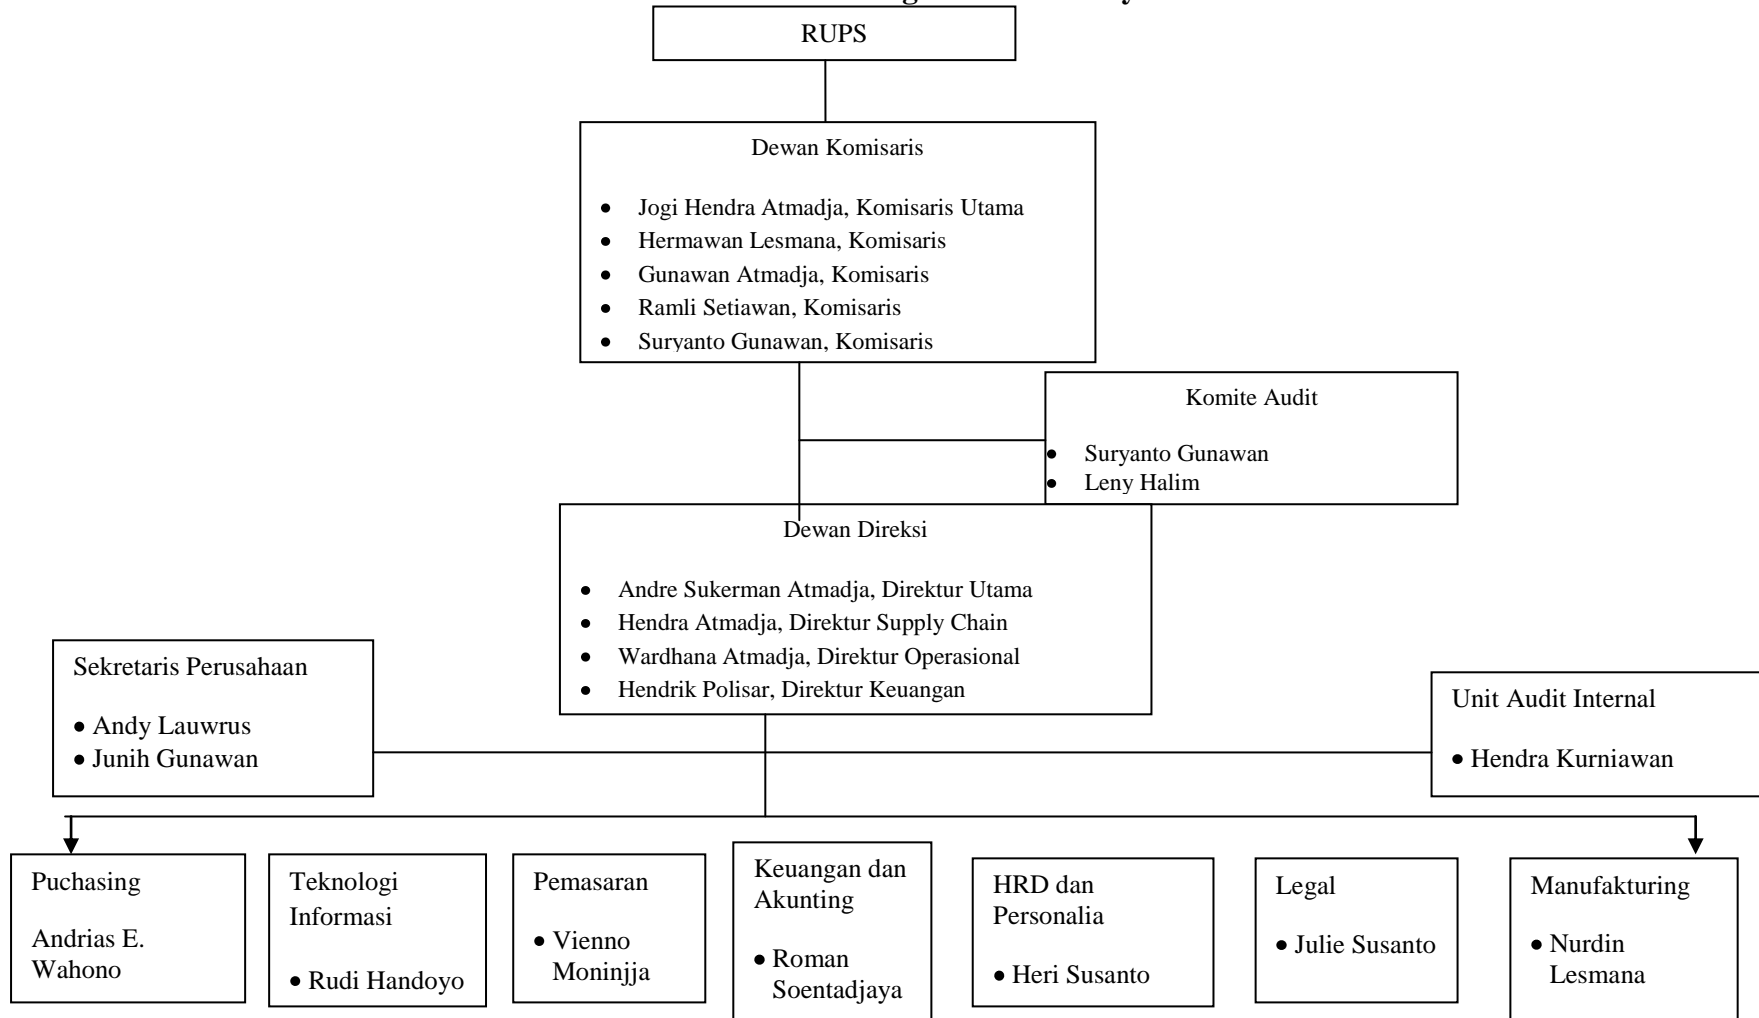 RUPS
Dewan Komisaris
• Jogi Hendra Atmadja, Komisaris Utama
• Hermawan Lesmana, Komisaris
• Gunawan Atmadja, Komisaris
• Ramli Setiawan, Komisaris
• Suryanto Gunawan, Komisaris
Komite Audit
• Suryanto Gunawan
• Leny Halim
Dewan Direksi
• Andre Sukerman Atmadja, Direktur Utama
• Hendra Atmadja, Direktur Supply Chain
• Wardhana Atmadja, Direktur Operasional
• Hendrik Polisar, Direktur Keuangan
Sekretaris Perusahaan
• Andy Lauwrus
• Junih Gunawan
Unit Audit Internal
• Hendra Kurniawan
Puchasing
Andrias E.
Wahono
Teknologi
Informasi
• Rudi Handoyo
Pemasaran
• Vienno
Moninjja
Keuangan dan
Akunting
• Roman
Soentadjaya
HRD dan
Personalia
• Heri Susanto
Legal
• Julie Susanto
Manufakturing
• Nurdin
Lesmana